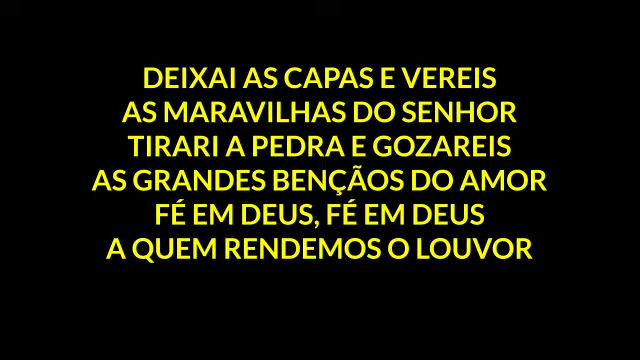 DEIXAI AS CAPAS E VEREIS
AS MARAVILHAS DO SENHOR
TIRARI A PEDRA E GOZAREIS
AS GRANDES BENÇÃOS DO AMOR
FÉ EM DEUS, FÉ EM DEUS
A QUEM RENDEMOS O LOUVOR